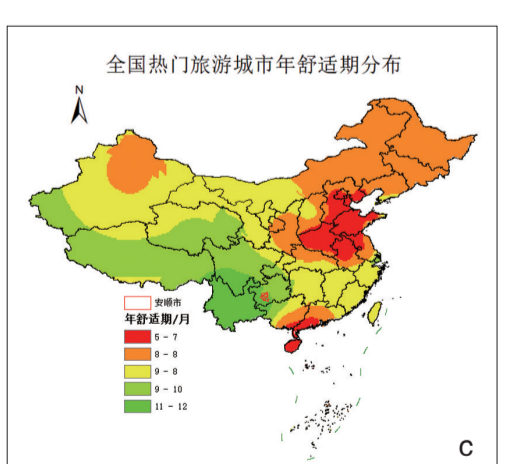 全国热门旅游城市年舒适期分布
N
安顺市
年舒适期/月
5 - 7
8 - 8
9 - 8
9 - 10
11 - 12
C